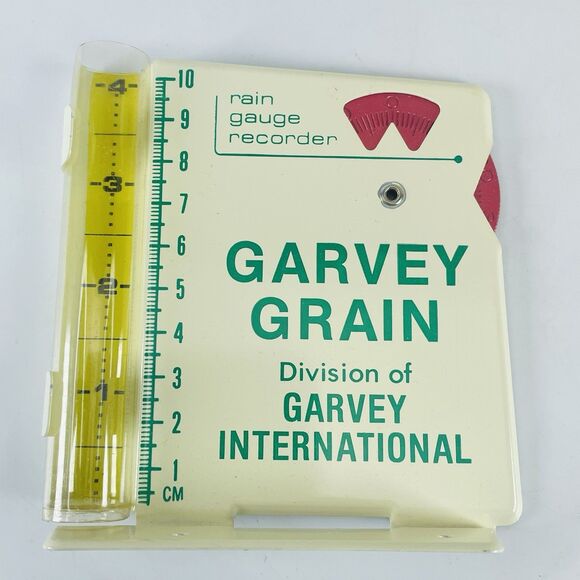 4
3
2
1
10
9
8
7
6
5
4
3
2
1
CM
rain
gauge
recorder
0
GARVEY
GRAIN
Division of
GARVEY
INTERNATIONAL